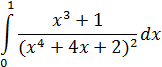 ∫₀¹ (x³ + 1)/(x⁴ + 4x + 2)² dx